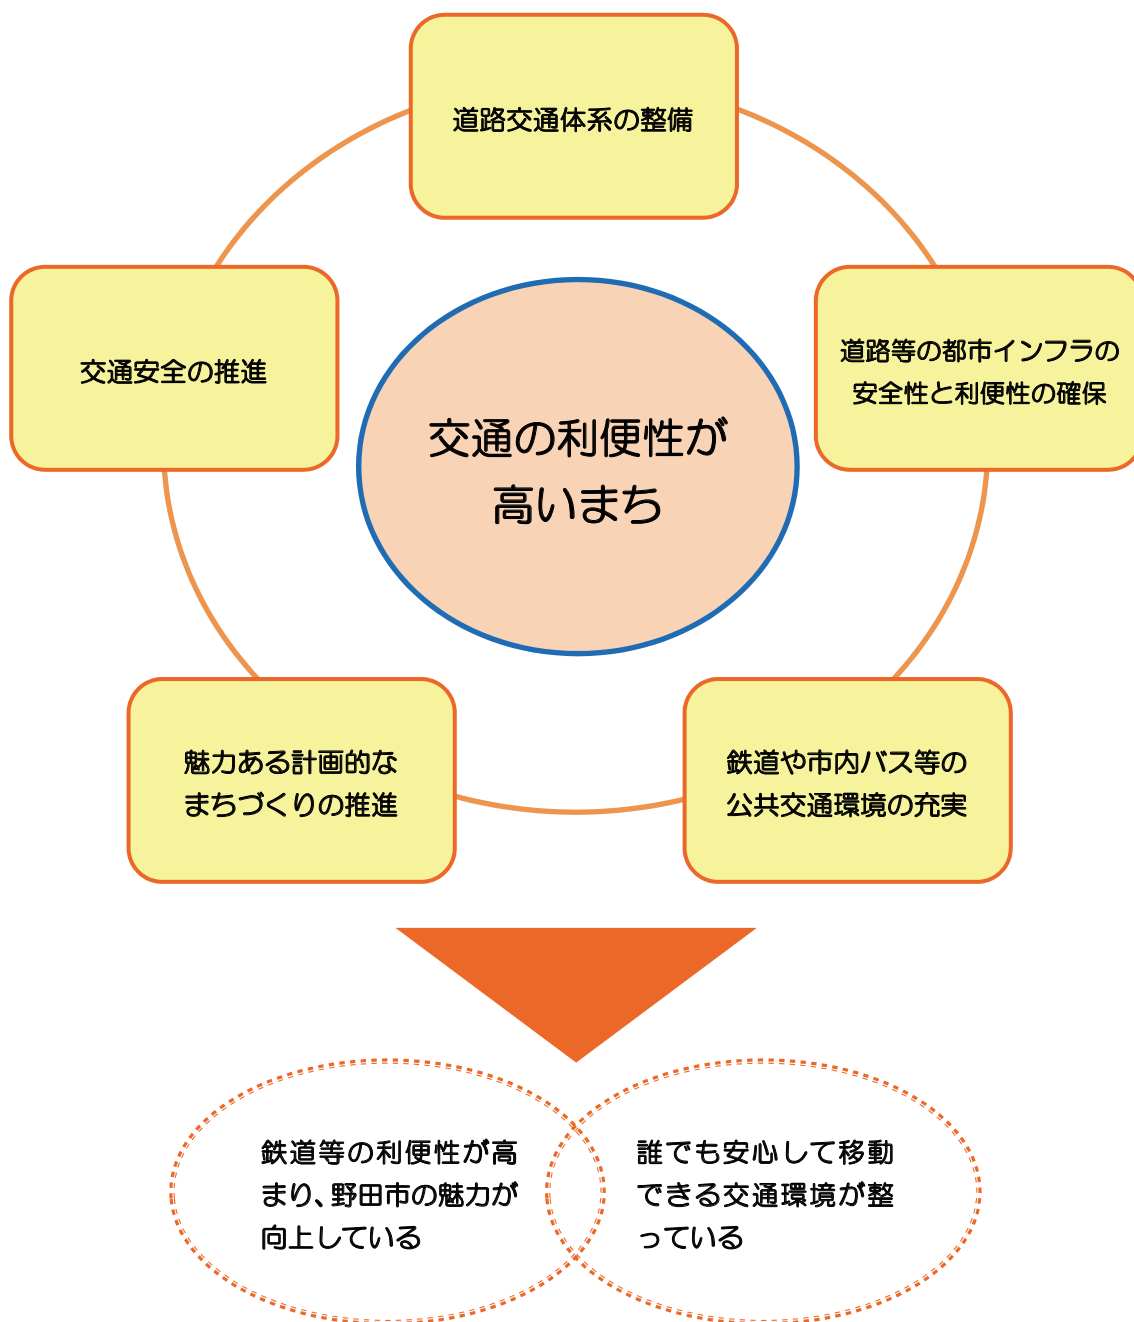 道路交通体系の整備
交通安全の推進
道路等の都市インフラの
安全性と利便性の確保
交通の利便性が
高いまち
魅力ある計画的な
まちづくりの推進
鉄道や市内バス等の
公共交通環境の充実
鉄道等の利便性が高
まり、野田市の魅力が
向上している
誰でも安心して移動
できる交通環境が整
っている